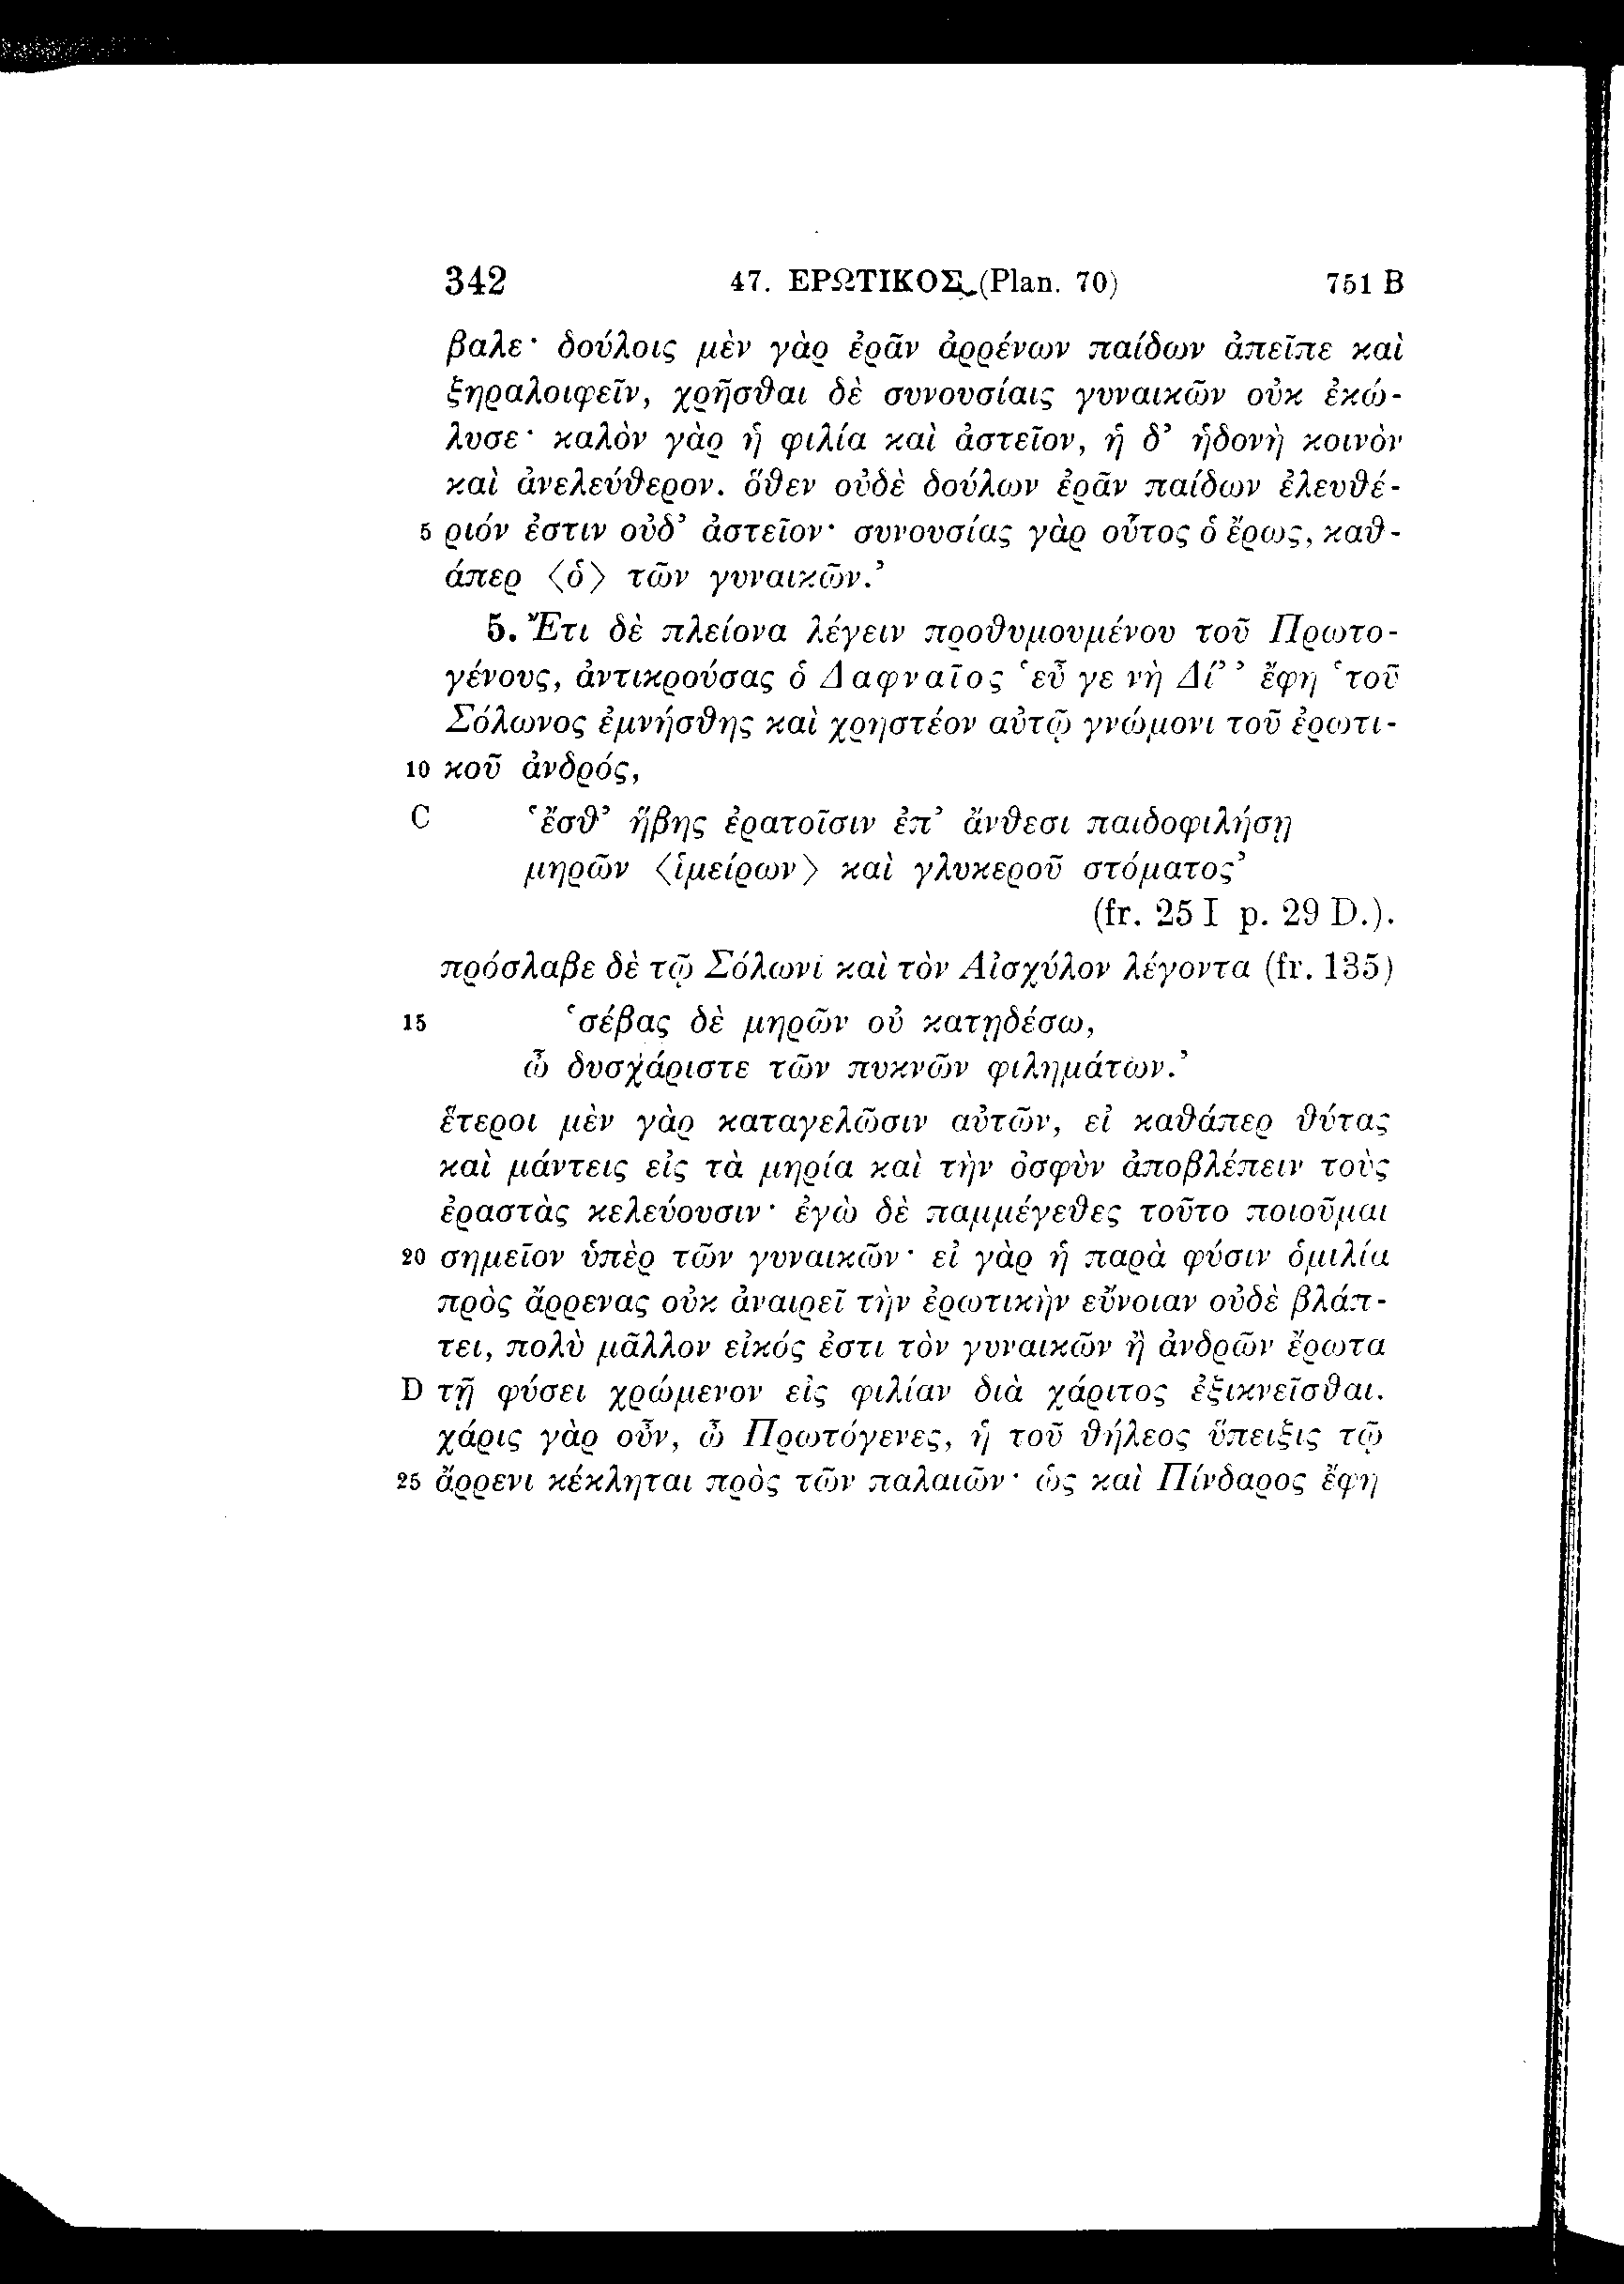 342 47. ΕΡΩΤΙΚΟΣ (Plan. 70) 751 B
βαλε· δούλοις μὲν γὰρ ἐρᾶν ἀρρένων παίδων ἀπεῖπε καὶ
ξηραλοιφεῖν, χρῆσθαι δὲ συνουσίαις γυναικῶν οὐκ ἐκώ-
λυσε· καλὸν γὰρ ἡ φιλία καὶ ἀστεῖον, ἡ δ’ ἡδονὴ κοινὸν
καὶ ἀνελεύθερον. ὅθεν οὐδὲ δούλων ἐρᾶν παίδων ἐλευθέ-
5 ριόν ἐστιν οὐδ’ ἀστεῖον· συνουσίας γὰρ οὗτος ὁ ἔρως, καθ-
άπερ 〈ὁ〉 τῶν γυναικῶν.’
5. Ἔτι δὲ πλείονα λέγειν προθυμουμένου τοῦ Πρωτο-
γένους, ἀντικρούσας ὁ Δαφναῖος ‘εὖ γε νὴ Δί’ ’ ἔφη ‘τοῦ
Σόλωνος ἐμνήσθης καὶ χρηστέον αὐτῷ γνώμονι τοῦ ἐρωτι-
10 κοῦ ἀνδρός,
C ‘ἔσθ’ ἥβης ἐρατοῖσιν ἐπ’ ἄνθεσι παιδοφιλήσῃ
μηρῶν 〈ἱμείρων〉 καὶ γλυκεροῦ στόματος’
(fr. 25 I p. 29 D.).
πρόσλαβε δὲ τῷ Σόλωνι καὶ τὸν Αἰσχύλον λέγοντα (fr. 135)
15 ‘σέβας δὲ μηρῶν οὐ κατῃδέσω,
ὦ δυσχάριστε τῶν πυκνῶν φιλημάτων.’
ἕτεροι μὲν γὰρ καταγελῶσιν αὐτῶν, εἰ καθάπερ θύτας
καὶ μάντεις εἰς τὰ μηρία καὶ τὴν ὀσφὺν ἀποβλέπειν τοὺς
ἐραστὰς κελεύουσιν· ἐγὼ δὲ παμμέγεθες τοῦτο ποιοῦμαι
20 σημεῖον ὑπὲρ τῶν γυναικῶν· εἰ γὰρ ἡ παρὰ φύσιν ὁμιλία
πρὸς ἄρρενας οὐκ ἀναιρεῖ τὴν ἐρωτικὴν εὔνοιαν οὐδὲ βλάπ-
τει, πολὺ μᾶλλον εἰκός ἐστι τὸν γυναικῶν ἢ ἀνδρῶν ἔρωτα
D τῇ φύσει χρώμενον εἰς φιλίαν διὰ χάριτος ἐξικνεῖσθαι.
χάρις γὰρ οὖν, ὦ Πρωτόγενες, ἡ τοῦ θήλεος ὕπειξις τῷ
25 ἄρρενι κέκληται πρὸς τῶν παλαιῶν· ὡς καὶ Πίνδαρος ἔφη